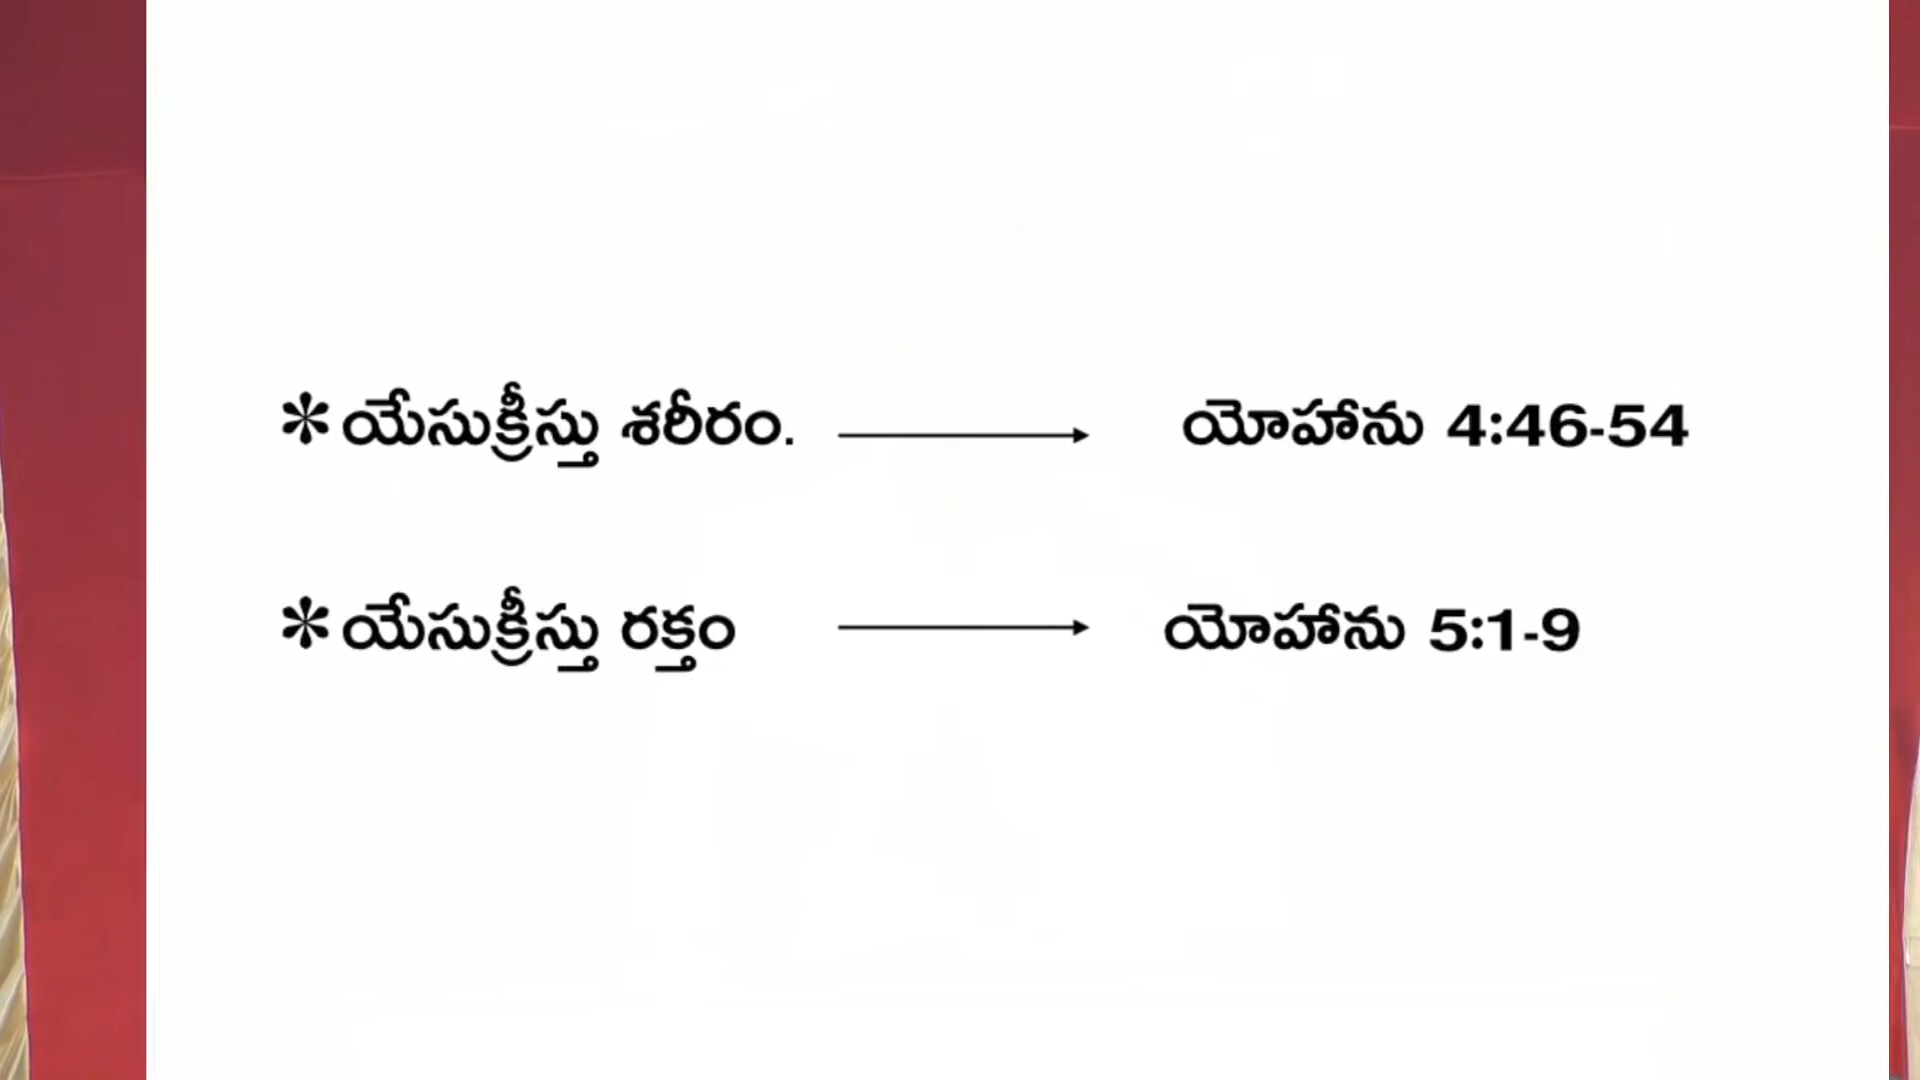 *యేసుక్రీస్తు శరీరం. → యోహాను 4:46-54
*యేసుక్రీస్తు రక్తం → యోహాను 5:1-9